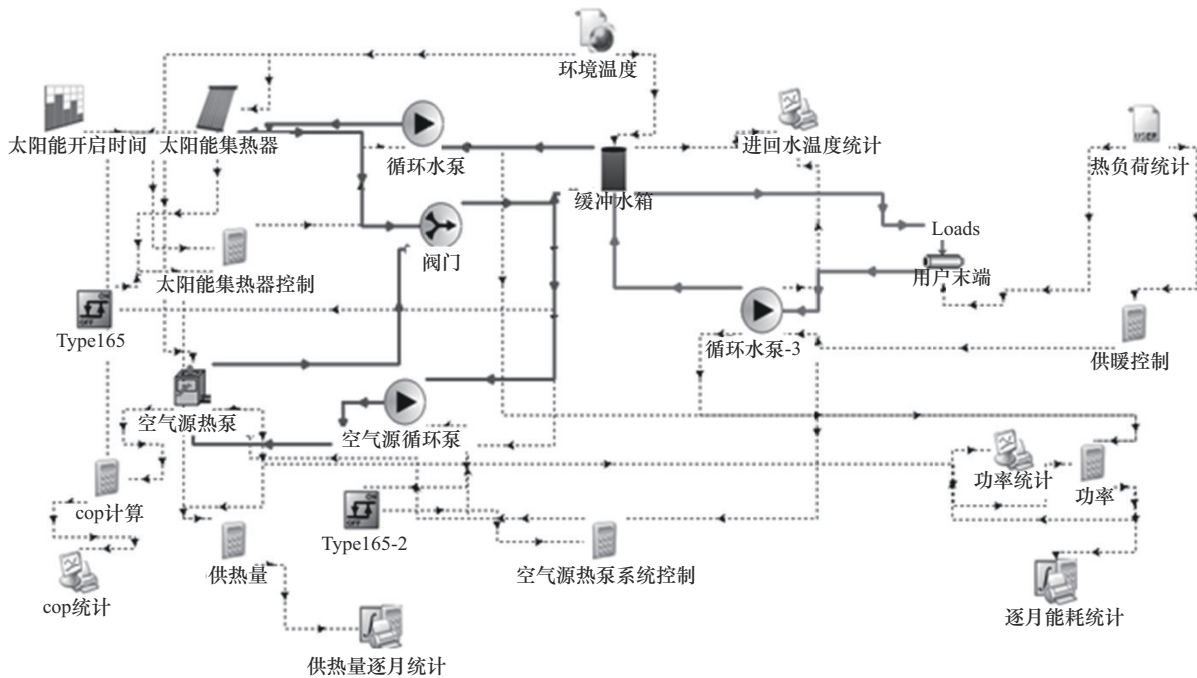 环境温度
太阳能开启时间
太阳能集热器
循环水泵
进回水温度统计
USER
热负荷统计
缓冲水箱
Loads
阀门
用户末端
太阳能集热器控制
ON
OFF
Type165
循环水泵-3
供暖控制
空气源热泵
空气源循环泵
功率统计
功率
cop计算
ON
OFF
Type165-2
供热量
空气源热泵系统控制
cop统计
逐月能耗统计
供热量逐月统计